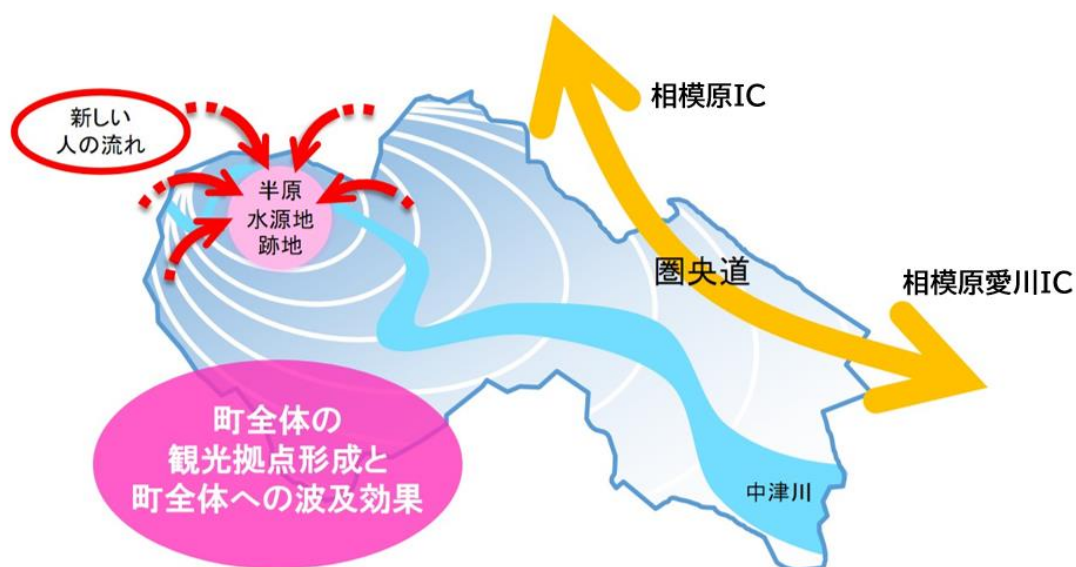 相模原IC
新しい
人の流れ
半原
水源地
跡地
圏央道
相模原愛川IC
町全体の
観光拠点形成と
町全体への波及効果
中津川